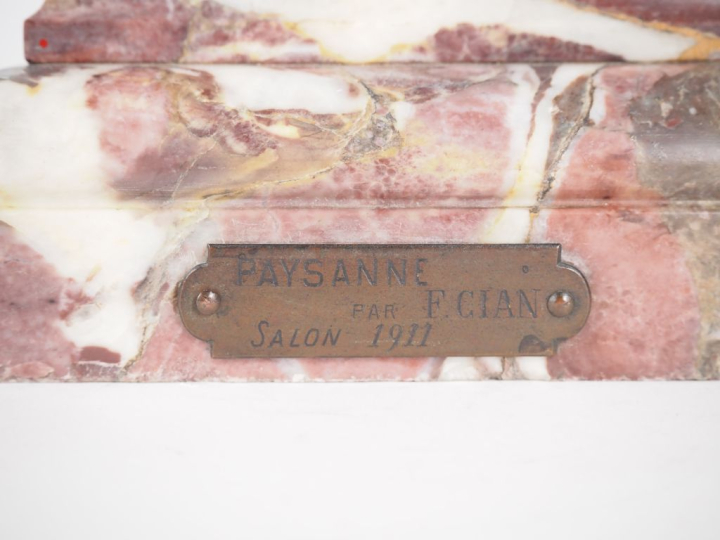 PAYSANNE
PAR F. CIAN
SALON 1911